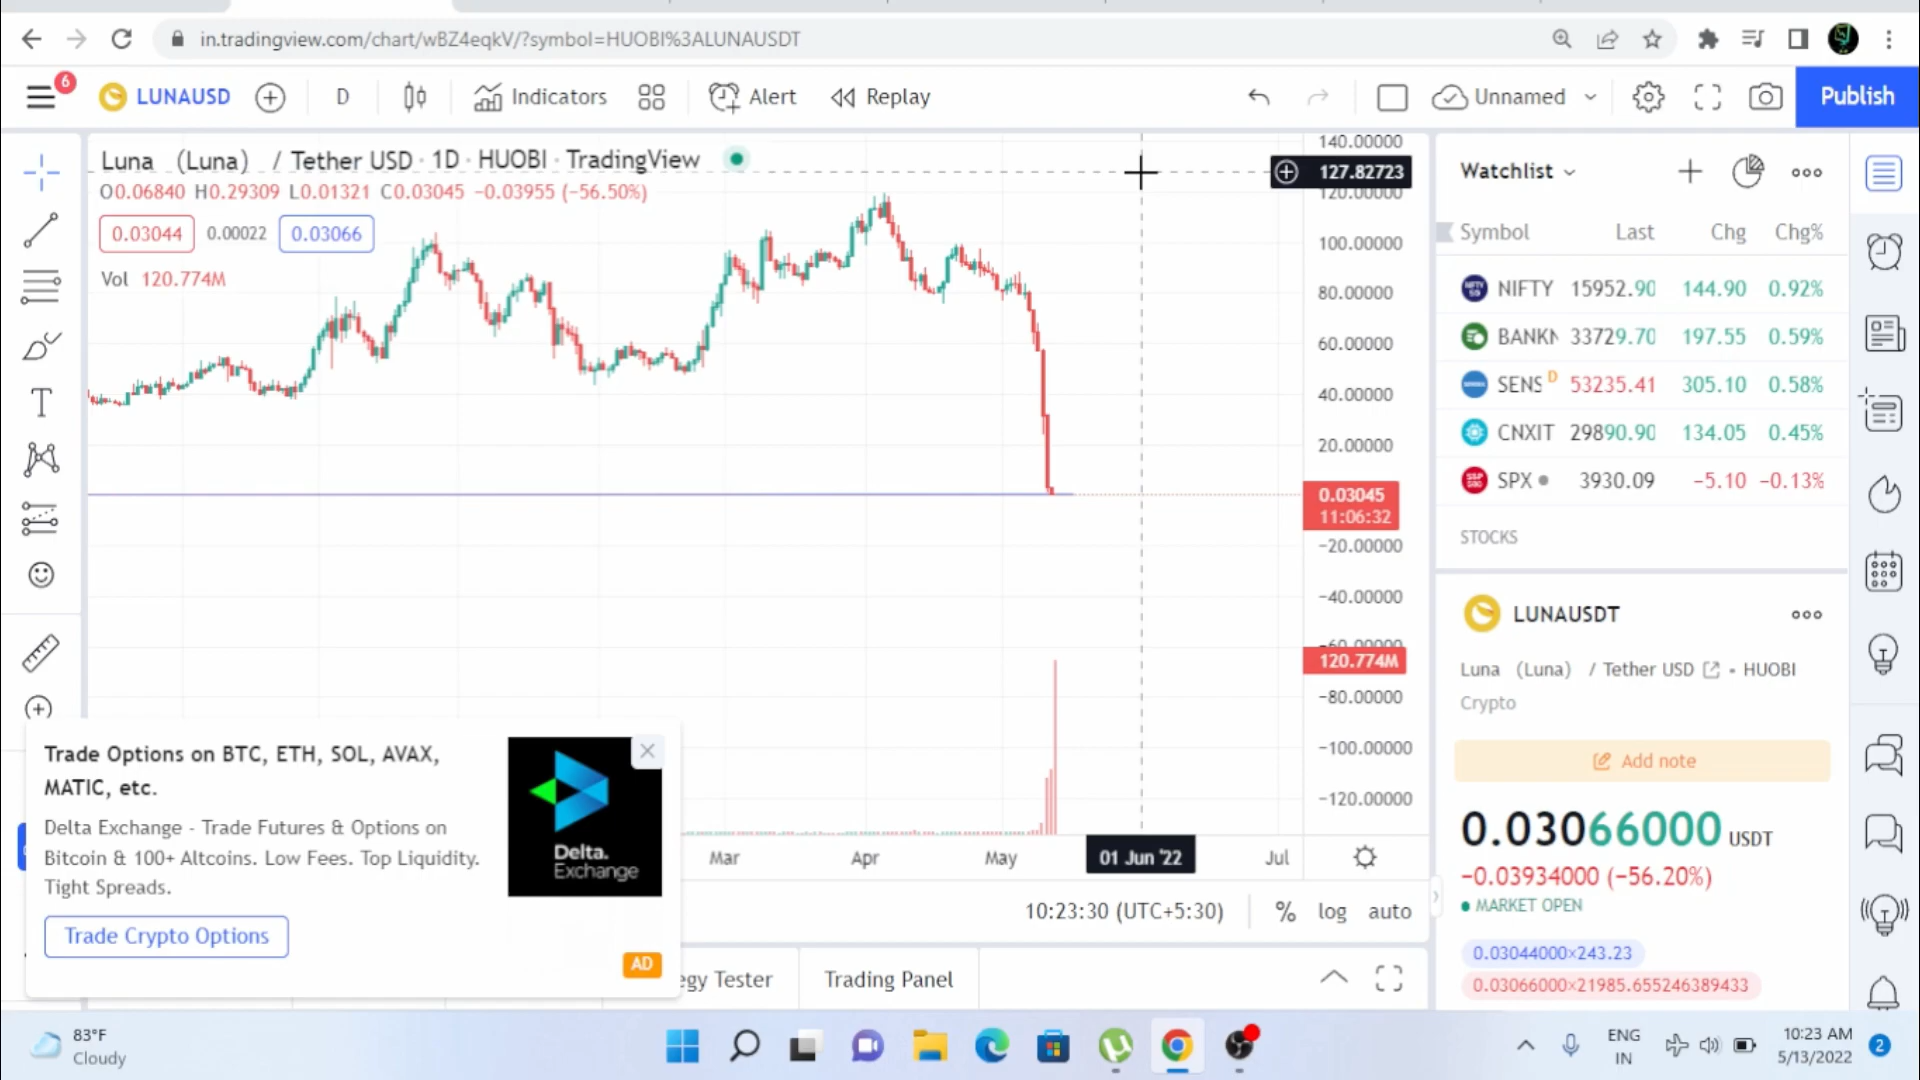 in.tradingview.com/chart/wBZ4eqkV/?symbol=HUOBI%3ALUNAUSDT
6
LUNAUSD
D
Indicators
Alert
Replay
Unnamed
Publish
Luna (Luna) / Tether USD · 1D · HUOBI · TradingView
O0.06840 H0.29309 L0.01321 C0.03045 −0.03955 (−56.50%)
0.03044 0.00022 0.03066
Vol 120.774M
140.00000
127.82723
120.00000
100.00000
80.00000
60.00000
40.00000
20.00000
0.03045
11:06:32
−20.00000
−40.00000
−60.00000
120.774M
−80.00000
−100.00000
−120.00000
Mar Apr May 01 Jun '22 Jul
10:23:30 (UTC+5:30) % log auto
egy Tester Trading Panel
Trade Options on BTC, ETH, SOL, AVAX,
MATIC, etc.
Delta Exchange - Trade Futures & Options on
Bitcoin & 100+ Altcoins. Low Fees. Top Liquidity.
Tight Spreads.
Trade Crypto Options
Delta.
Exchange
AD
Watchlist
Symbol Last Chg Chg%
NIFTY 15952.90 144.90 0.92%
BANKN 33729.70 197.55 0.59%
SENS D 53235.41 305.10 0.58%
CNXIT 29890.90 134.05 0.45%
SPX 3930.09 −5.10 −0.13%
STOCKS
LUNAUSDT
Luna (Luna) / Tether USD • HUOBI
Crypto
Add note
0.03066000 USDT
−0.03934000 (−56.20%)
MARKET OPEN
0.03044000×243.23
0.03066000×21985.655246389433
83°F
Cloudy
ENG
IN
10:23 AM
5/13/2022
2